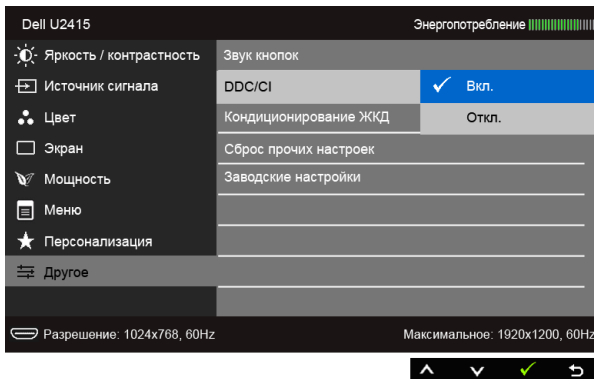 Dell U2415
Энергопотребление
Яркость / контрастность
Звук кнопок
Источник сигнала
DDC/CI
Вкл.
Цвет
Кондиционирование ЖКД
Откл.
Экран
Сброс прочих настроек
Мощность
Заводские настройки
Меню
Персонализация
Другое
Разрешение: 1024x768, 60Hz
Максимальное: 1920x1200, 60Hz